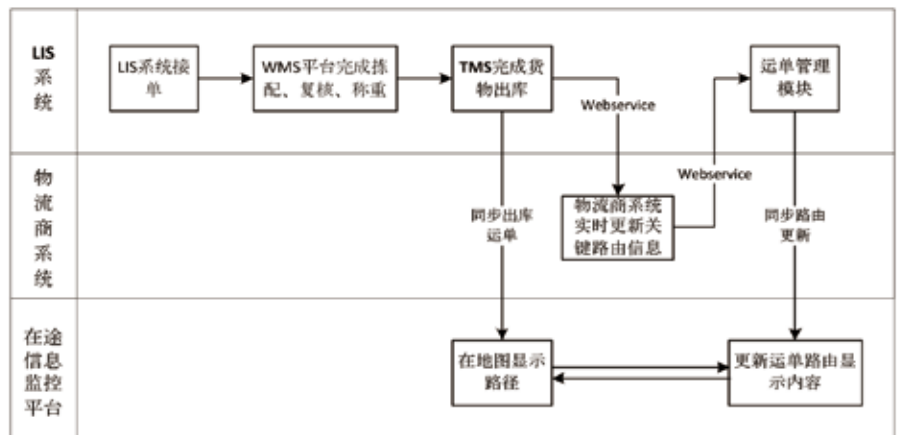 LIS
系
统
LIS系统接
单
WMS平台完成拣
配、复核、称重
TMS完成货
物出库
Webservice
运单管理
模块
物
流
商
系
统
同步出库
运单
物流商系统
实时更新关
键路由信息
Webservice
同步路由
更新
在途
信息
监控
平台
在地图显示
路径
更新运单路由显
示内容